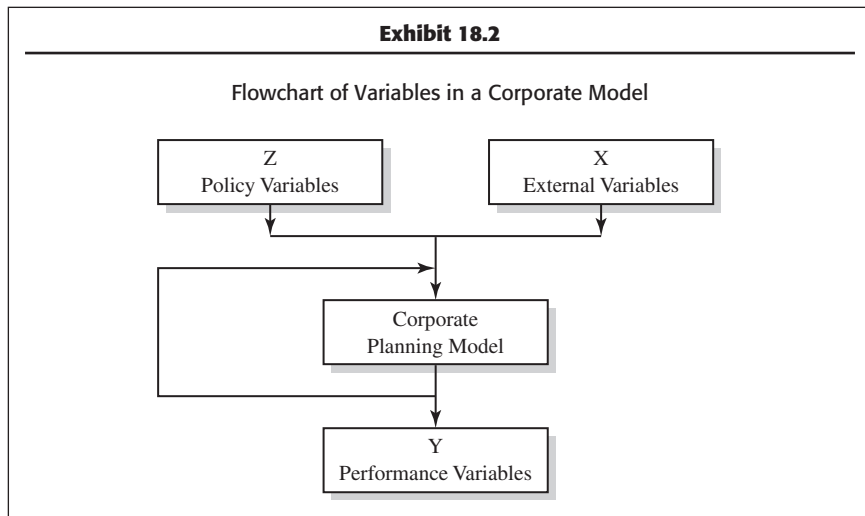 Exhibit 18.2
Flowchart of Variables in a Corporate Model
Z
Policy Variables
X
External Variables
Corporate
Planning Model
Y
Performance Variables